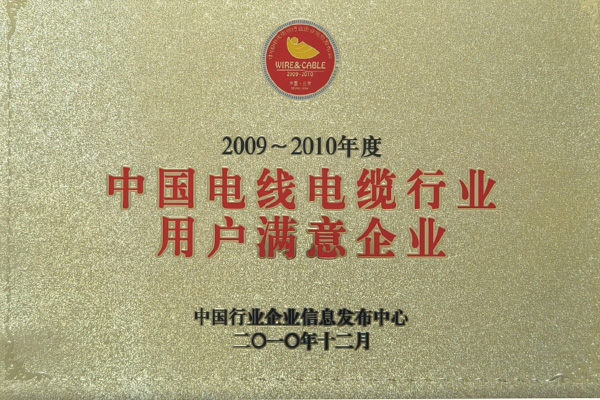 WIRE&CABLE
2009-2010
2009～2010年度
中国电线电缆行业
用户满意企业
中国行业企业信息发布中心
二〇一〇年十二月